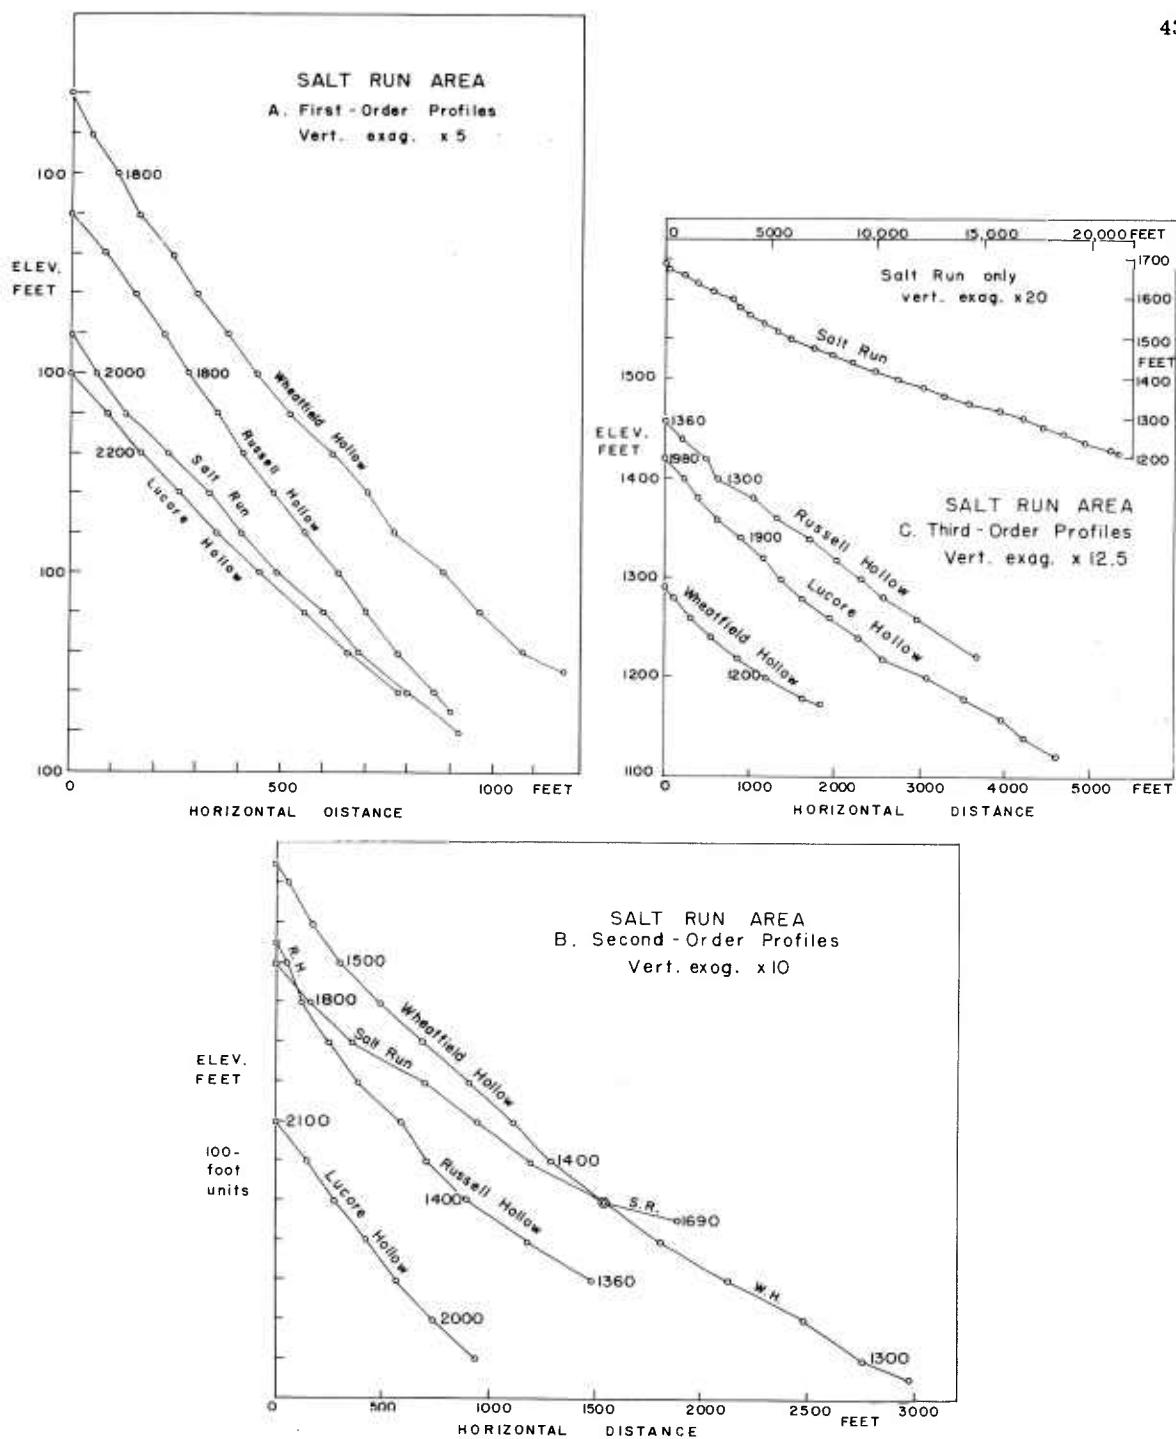 43
SALT RUN AREA
A. First-Order Profiles
Vert. exag. x 5
1800
100
ELEV.
FEET
100
2000
1800
Wheatfield Hollow
2200
Salt Run
Russell Hollow
Lucore Hollow
100
100
0 500 1000 FEET
HORIZONTAL DISTANCE
0 5000 10,000 15,000 20,000 FEET
1700
Salt Run only
vert. exag. x20
1600
1500
FEET
1400
1300
1200
Salt Run
1500
ELEV.
FEET
1400
1300
1200
1100
1360
1980
1300
1900
1200
Russell Hollow
Lucore Hollow
Wheatfield Hollow
SALT RUN AREA
C. Third-Order Profiles
Vert. exag. x 12.5
0 1000 2000 3000 4000 5000 FEET
HORIZONTAL DISTANCE
SALT RUN AREA
B. Second-Order Profiles
Vert. exog. x 10
R.H.
1500
1800
Salt Run
Wheatfield Hollow
ELEV.
FEET
2100
100-
foot
units
Lucore Hollow
1400
Russell Hollow
1400
S.R.
1690
1360
W.H.
2000
1300
0 500 1000 1500 2000 2500 3000
FEET
HORIZONTAL DISTANCE